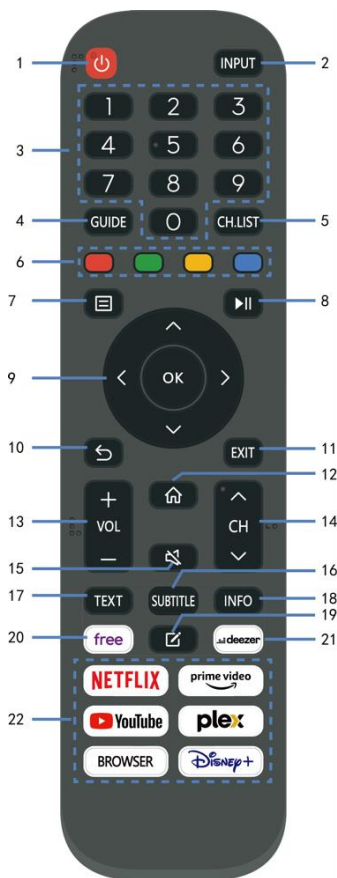 1
INPUT
2
1 2 3
3
4 5 6
7 8 9
4
GUIDE
0
CH.LIST
5
6
7
8
9
OK
10
EXIT
11
12
+
VOL
−
13
CH
14
15
16
17
TEXT
SUBTITLE
INFO
18
19
20
free
deezer
21
NETFLIX
prime video
22
YouTube
plex
BROWSER
Disney+